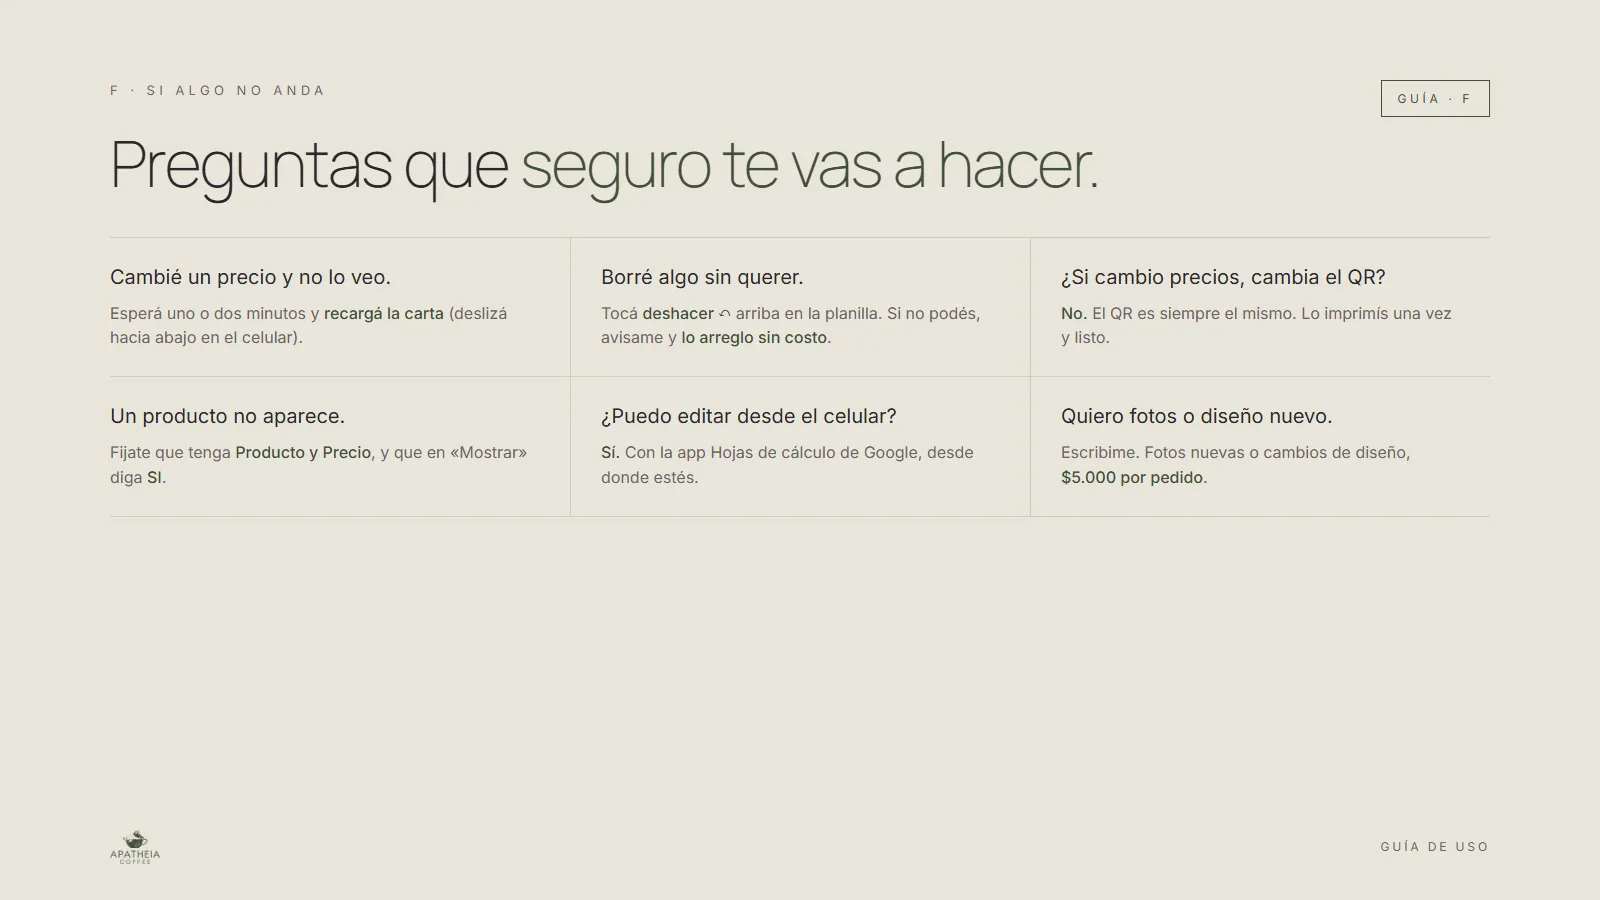 F · SI ALGO NO ANDA
GUÍA · F
Preguntas que seguro te vas a hacer.
Cambié un precio y no lo veo.
Esperá uno o dos minutos y recargá la carta (deslizá
hacia abajo en el celular).
Borré algo sin querer.
Tocá deshacer ↶ arriba en la planilla. Si no podés,
avisame y lo arreglo sin costo.
¿Si cambio precios, cambia el QR?
No. El QR es siempre el mismo. Lo imprimís una vez
y listo.
Un producto no aparece.
Fijate que tenga Producto y Precio, y que en «Mostrar»
diga SI.
¿Puedo editar desde el celular?
Sí. Con la app Hojas de cálculo de Google, desde
donde estés.
Quiero fotos o diseño nuevo.
Escribime. Fotos nuevas o cambios de diseño,
$5.000 por pedido.
APATHEIA
COFFEE
GUÍA DE USO